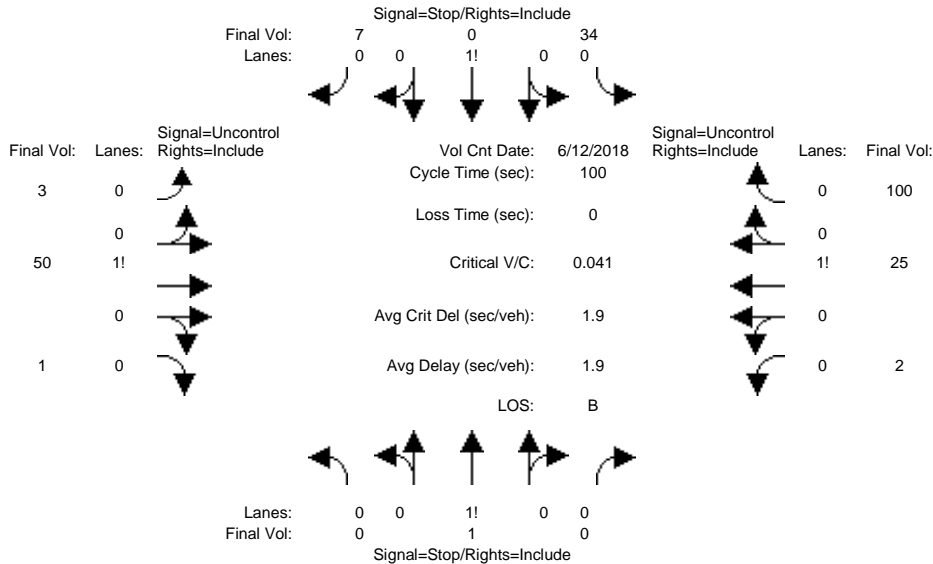 Signal=Stop/Rights=Include
Final Vol: 7 0 34
Lanes: 0 0 1! 0 0
Signal=Uncontrol Signal=Uncontrol
Final Vol: Lanes: Rights=Include Vol Cnt Date: 6/12/2018 Rights=Include Lanes: Final Vol:
Cycle Time (sec): 100
3 0 0 100
Loss Time (sec): 0
0 0
50 1! Critical V/C: 0.041 1! 25
0 Avg Crit Del (sec/veh): 1.9 0
1 0 Avg Delay (sec/veh): 1.9 0 2
LOS: B
Lanes: 0 0 1! 0 0
Final Vol: 0 1 0
Signal=Stop/Rights=Include